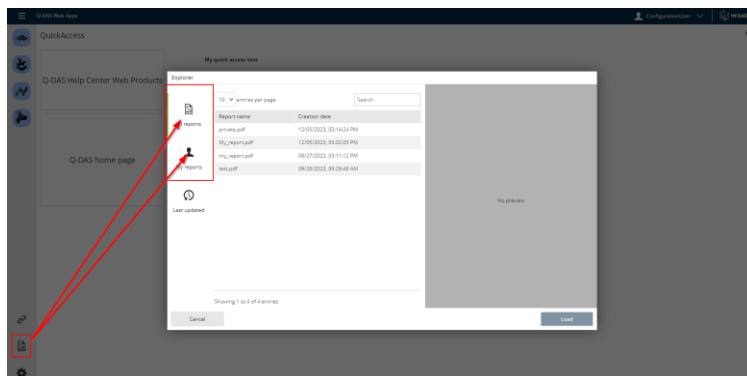 Q-DAS Web Apps
ConfigurationUser
HEXAG
QuickAccess
My quick access test
Q-DAS Help Center Web Products
Q-DAS home page
Explorer
10 entries per page
Search
Report name Creation date
private.pdf 12/05/2023, 03:14:24 PM
My_report.pdf 12/05/2023, 03:02:05 PM
my_report.pdf 09/27/2023, 03:11:12 PM
test.pdf 09/26/2023, 09:29:40 AM
reports
My reports
Last updated
No preview
Showing 1 to 4 of 4 entries
Cancel
Load